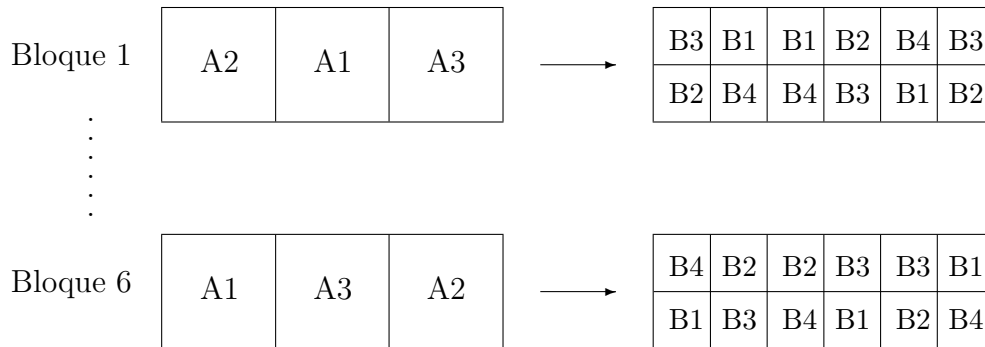 B3 B1 B1 B2 B4 B3
Bloque 1 A2 A1 A3
B2 B4 B4 B3 B1 B2
B4 B2 B2 B3 B3 B1
Bloque 6 A1 A3 A2
B1 B3 B4 B1 B2 B4